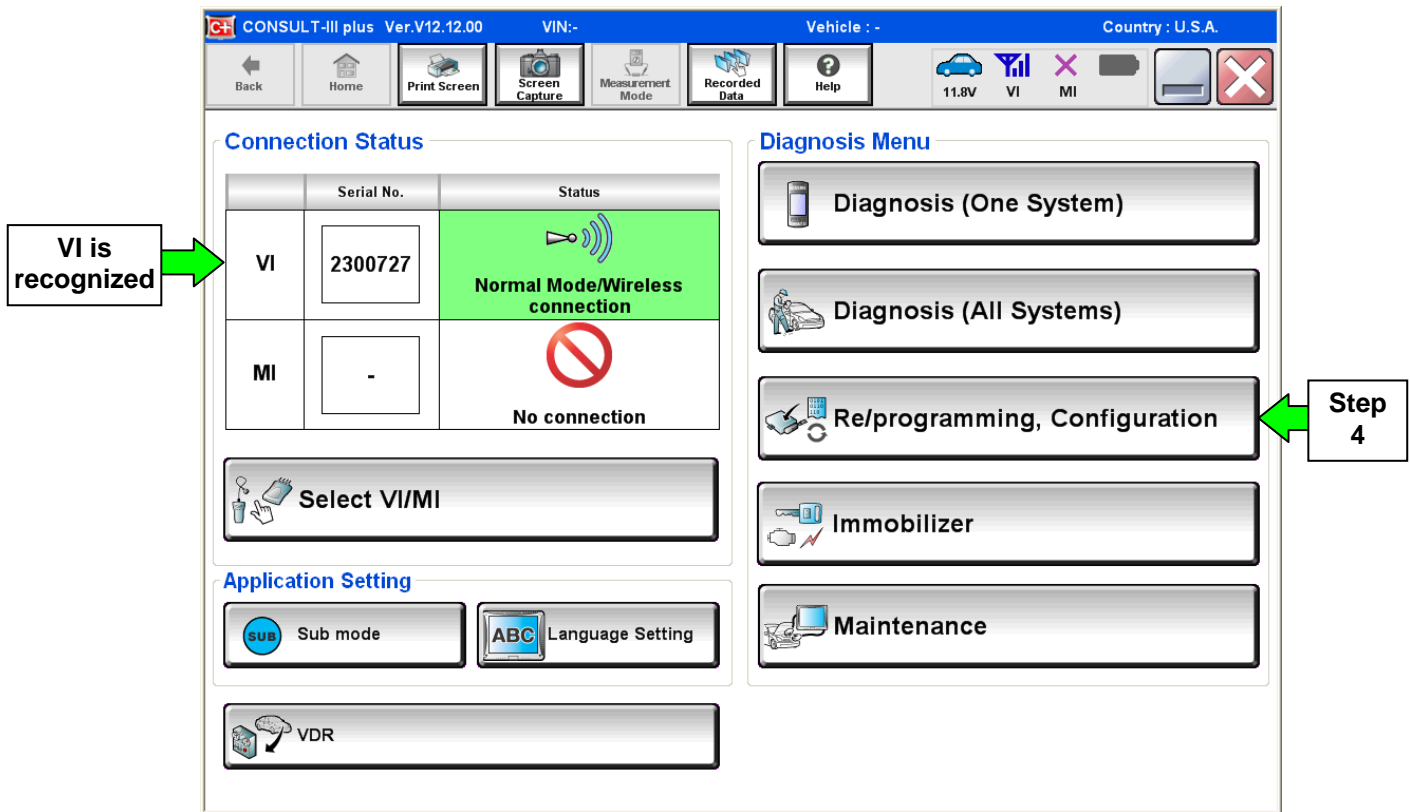 CONSULT-III plus Ver.V12.12.00 VIN:- Vehicle : - Country : U.S.A.
Back
Home
Print Screen
Screen
Capture
Measurement
Mode
Recorded
Data
Help
11.8V
VI
MI
Connection Status
Serial No. Status
VI 2300727
Normal Mode/Wireless
connection
MI -
No connection
Select VI/MI
Application Setting
SUB Sub mode
ABC Language Setting
VDR
Diagnosis Menu
Diagnosis (One System)
Diagnosis (All Systems)
Re/programming, Configuration
Immobilizer
Maintenance
VI is
recognized
Step
4